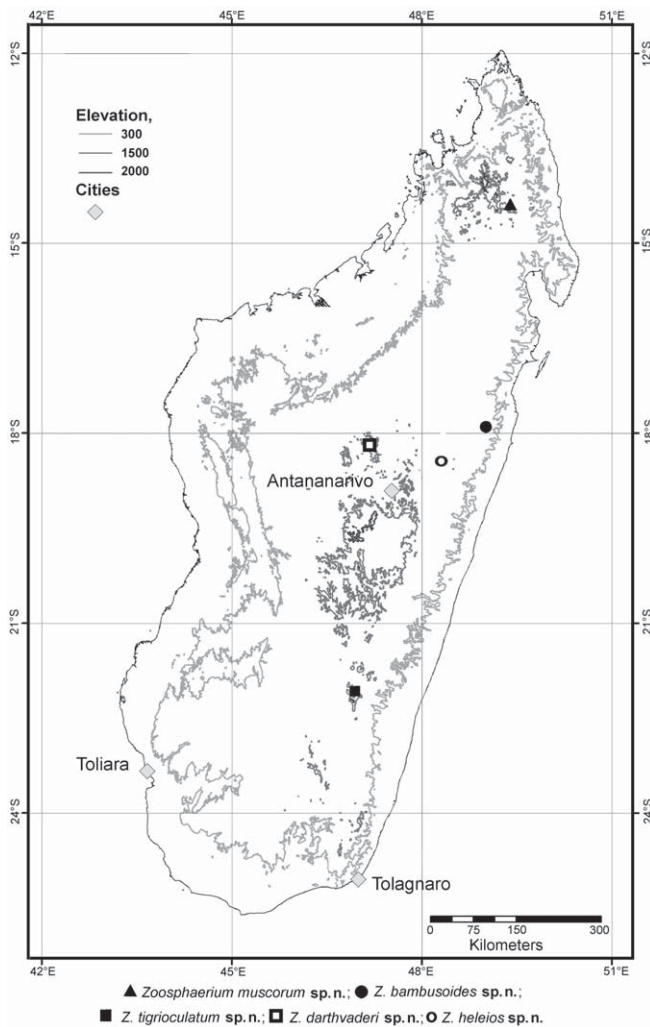 42°E 45°E 48°E 51°E
12°S 12°S
Elevation,
300
1500
2000
Cities
15°S 15°S
18°S 18°S
Antananarivo
21°S 21°S
Toliara
24°S 24°S
Tolagnaro
0 75 150 300
Kilometers
42°E 45°E 48°E 51°E
Zoosphaerium muscorum sp. n.; Z. bambusoides sp. n.;
Z. tigrioculatum sp. n.; Z. darthvaderi sp. n.; Z. heleios sp. n.